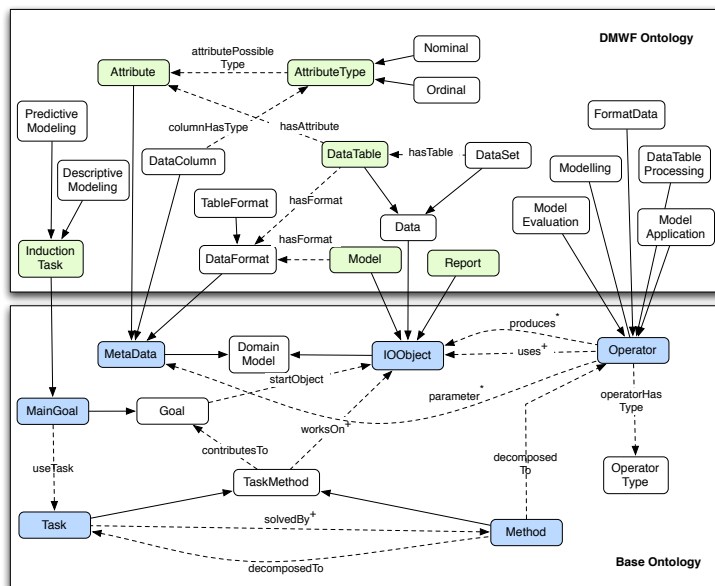 DMWF Ontology
attributePossible
Type
Nominal
Attribute
AttributeType
Ordinal
Predictive
Modeling
columnHasType
hasAttribute
FormatData
Descriptive
Modeling
DataColumn
DataTable
hasTable
DataSet
Modelling
DataTable
Processing
TableFormat
hasFormat
Data
Model
Evaluation
Model
Application
Induction
Task
DataFormat
hasFormat
Model
Report
produces*
MetaData
Domain
Model
IOObject
uses+
Operator
startObject
parameter*
operatorHas
Type
MainGoal
Goal
worksOn+
useTask
contributesTo
decomposed
To
TaskMethod
Operator
Type
Task
solvedBy+
Method
decomposedTo
Base Ontology